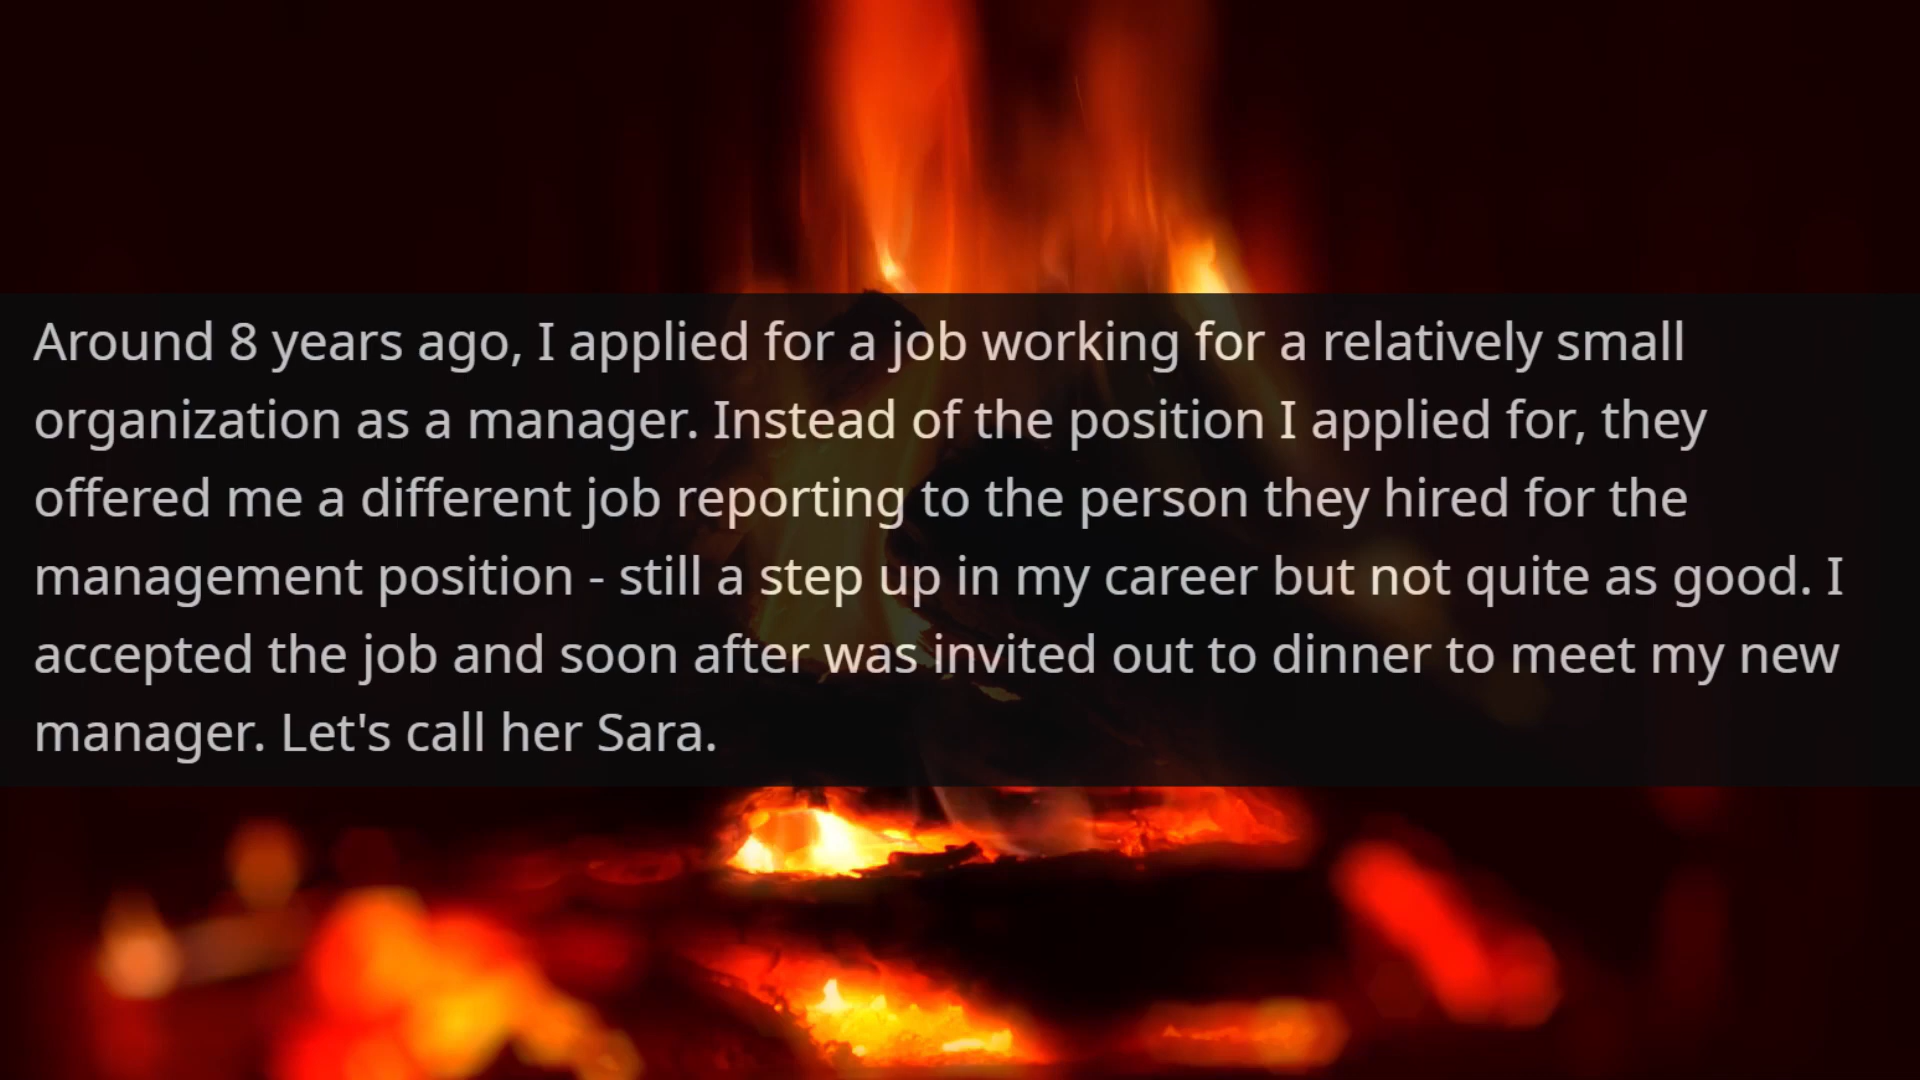 Around 8 years ago, I applied for a job working for a relatively small
organization as a manager. Instead of the position I applied for, they
offered me a different job reporting to the person they hired for the
management position - still a step up in my career but not quite as good. I
accepted the job and soon after was invited out to dinner to meet my new
manager. Let's call her Sara.